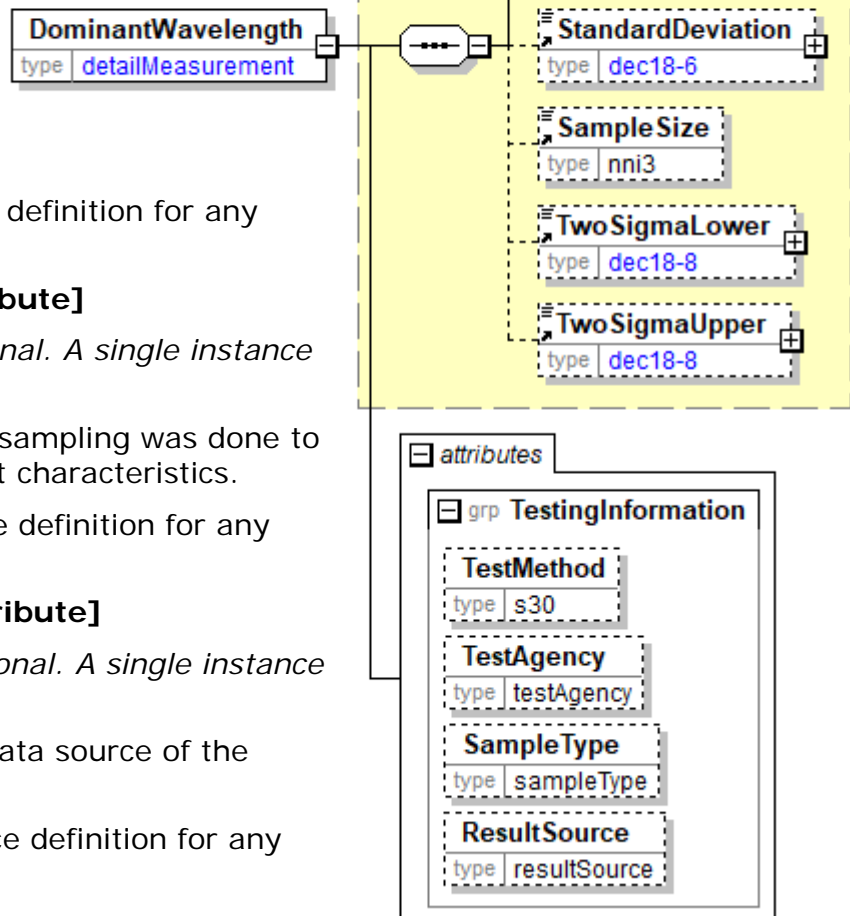 DominantWavelength
type detailMeasurement
definition for any
bute]
nal. A single instance
sampling was done to
t characteristics.
e definition for any
ribute]
onal. A single instance
ata source of the
ce definition for any
StandardDeviation
type dec18-6
SampleSize
type nni3
TwoSigmaLower
type dec18-8
TwoSigmaUpper
type dec18-8
attributes
grp TestingInformation
TestMethod
type s30
TestAgency
type testAgency
SampleType
type sampleType
ResultSource
type resultSource